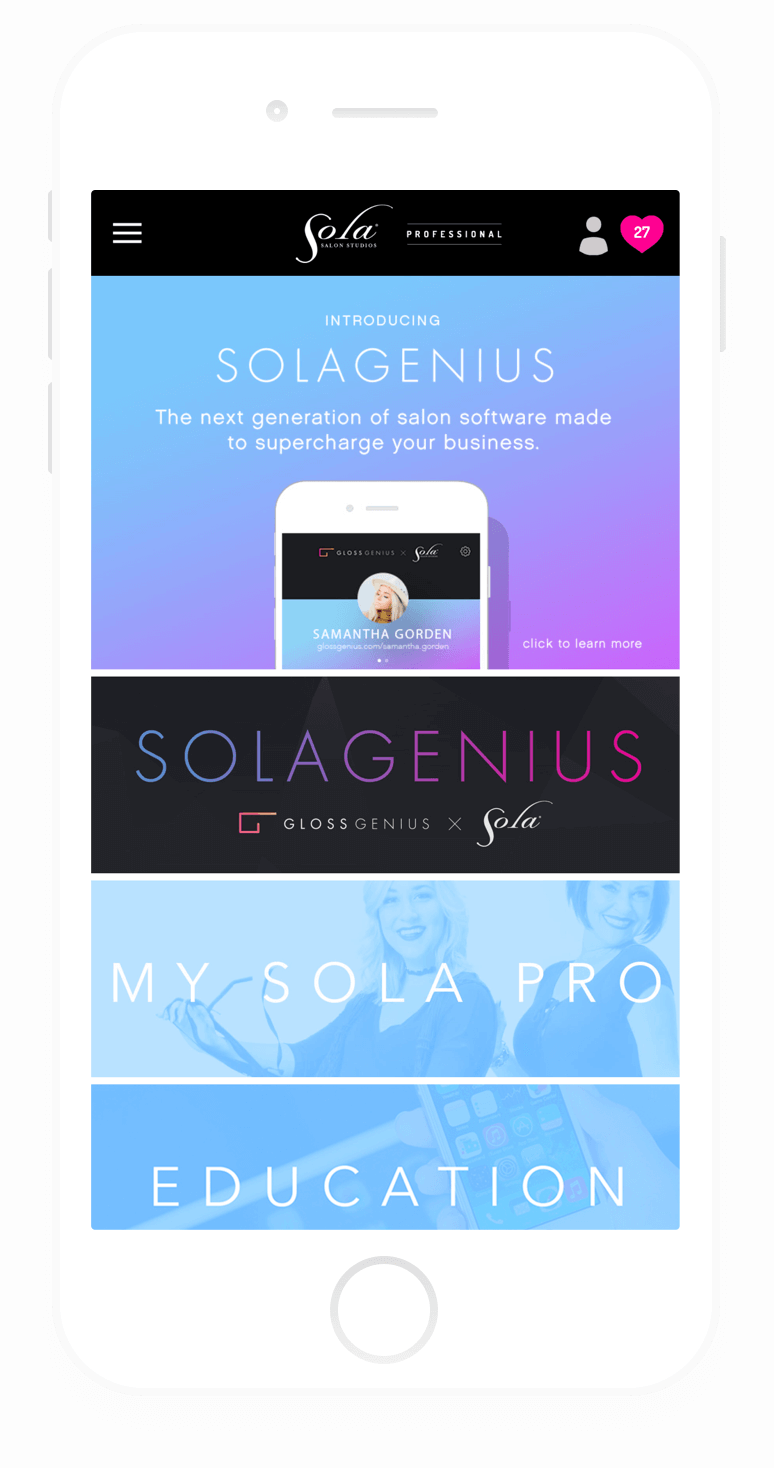 Sola
SALON STUDIOS
PROFESSIONAL
27
INTRODUCING
SOLAGENIUS
The next generation of salon software made
to supercharge your business.
GLOSSGENIUS X Sola
SAMANTHA GORDEN
glossgenius.com/samantha.gorden
click to learn more
SOLAGENIUS
GLOSSGENIUS X Sola
MY SOLA PRO
EDUCATION